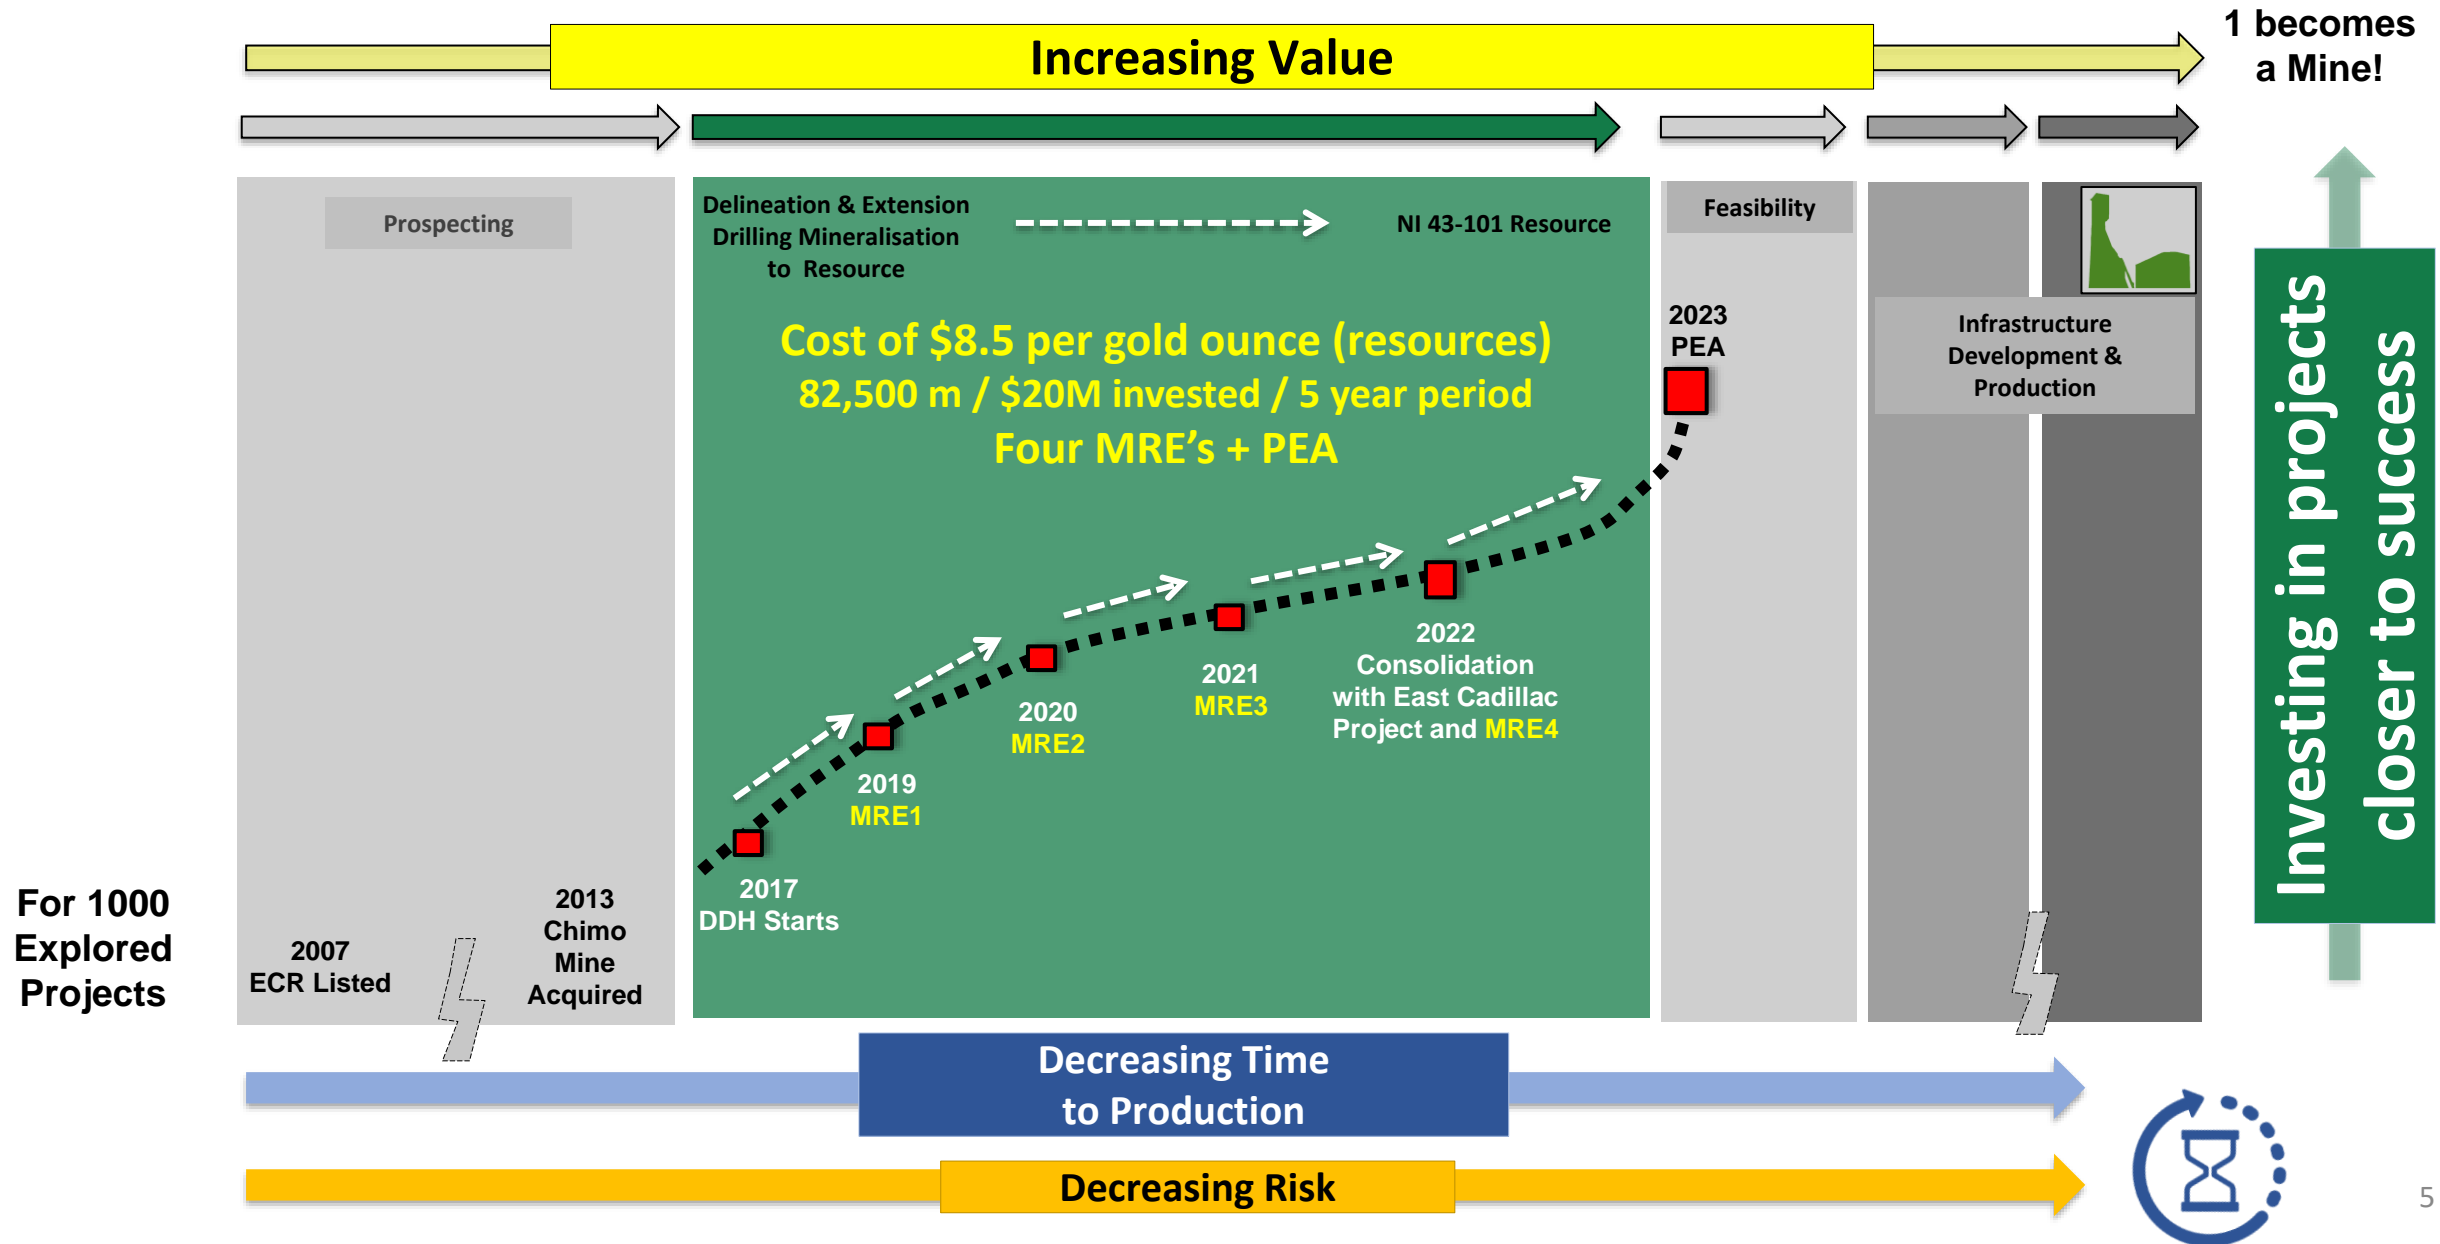 Increasing Value
1 becomes
a Mine!
Prospecting
Delineation & Extension
Drilling Mineralisation
to Resource
NI 43-101 Resource
Feasibility
Infrastructure
Development &
Production
Cost of $8.5 per gold ounce (resources)
82,500 m / $20M invested / 5 year period
Four MRE's + PEA
2023
PEA
2022
Consolidation
with East Cadillac
Project and MRE4
2021
MRE3
2020
MRE2
2019
MRE1
2017
DDH Starts
2013
Chimo
Mine
Acquired
2007
ECR Listed
For 1000
Explored
Projects
Investing in projects
closer to success
Decreasing Time
to Production
Decreasing Risk
5